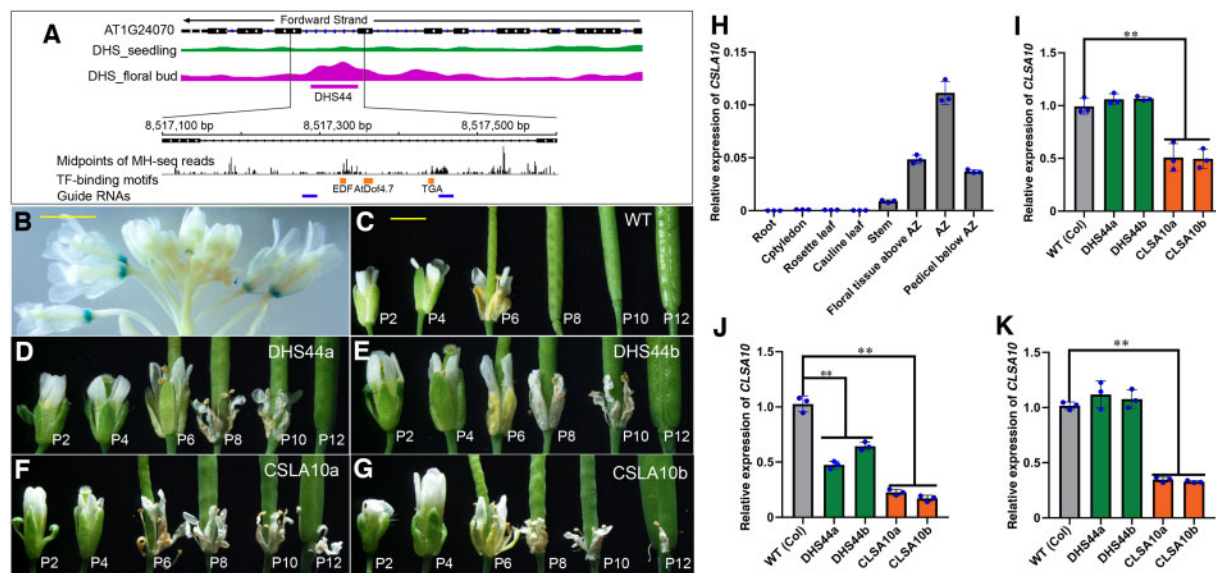 A
Fordward Strand
AT1G24070
DHS_seedling
DHS_floral bud
DHS44
8,517,100 bp 8,517,300 bp 8,517,500 bp
Midpoints of MH-seq reads
TF-binding motifs
EDF AtDof4.7 TGA
Guide RNAs
B
C WT
P2 P4 P6 P8 P10 P12
D DHS44a
P2 P4 P6 P8 P10 P12
E DHS44b
P2 P4 P6 P8 P10 P12
F CSLA10a
P2 P4 P6 P8 P10 P12
G CSLA10b
P2 P4 P6 P8 P10 P12
H
Relative expression of CSLA10
0.15
0.10
0.05
0.00
Root
Cptyledon
Rosette leaf
Cauline leaf
Stem
Floral tissue above AZ
AZ
Pedicel below AZ
I
Relative expression of CLSA10
1.5
1.0
0.5
0.0
**
WT (Col)
DHS44a
DHS44b
CLSA10a
CLSA10b
J
Relative expression of CLSA10
1.5
1.0
0.5
0.0
**
**
WT (Col)
DHS44a
DHS44b
CLSA10a
CLSA10b
K
Relative expression of CLSA10
1.5
1.0
0.5
0.0
**
WT (Col)
DHS44a
DHS44b
CLSA10a
CLSA10b